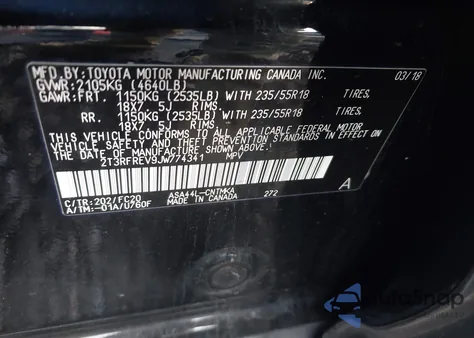 MFD.BY:TOYOTA MOTOR MANUFACTURING CANADA INC. 03/18
GVWR:2105KG (4640LB)
GAWR:FRT. 1150KG (2535LB) WITH 235/55R18 TIRES,
18X7.5J RIMS,
RR. 1150KG (2535LB) WITH 235/55R18 TIRES,
18X7.5J RIMS.
THIS VEHICLE CONFORMS TO ALL APPLICABLE FEDERAL MOTOR
VEHICLE SAFETY AND THEFT PREVENTION STANDARDS IN EFFECT
ON THE DATE OF MANUFACTURE SHOWN ABOVE.
2T3RFREV9JW774341 MPV
C/TR:202/FC20 ASA44L-CNTMKA 272 A
A/TM:-01A/U760F MADE IN CANADA
AutoSnap